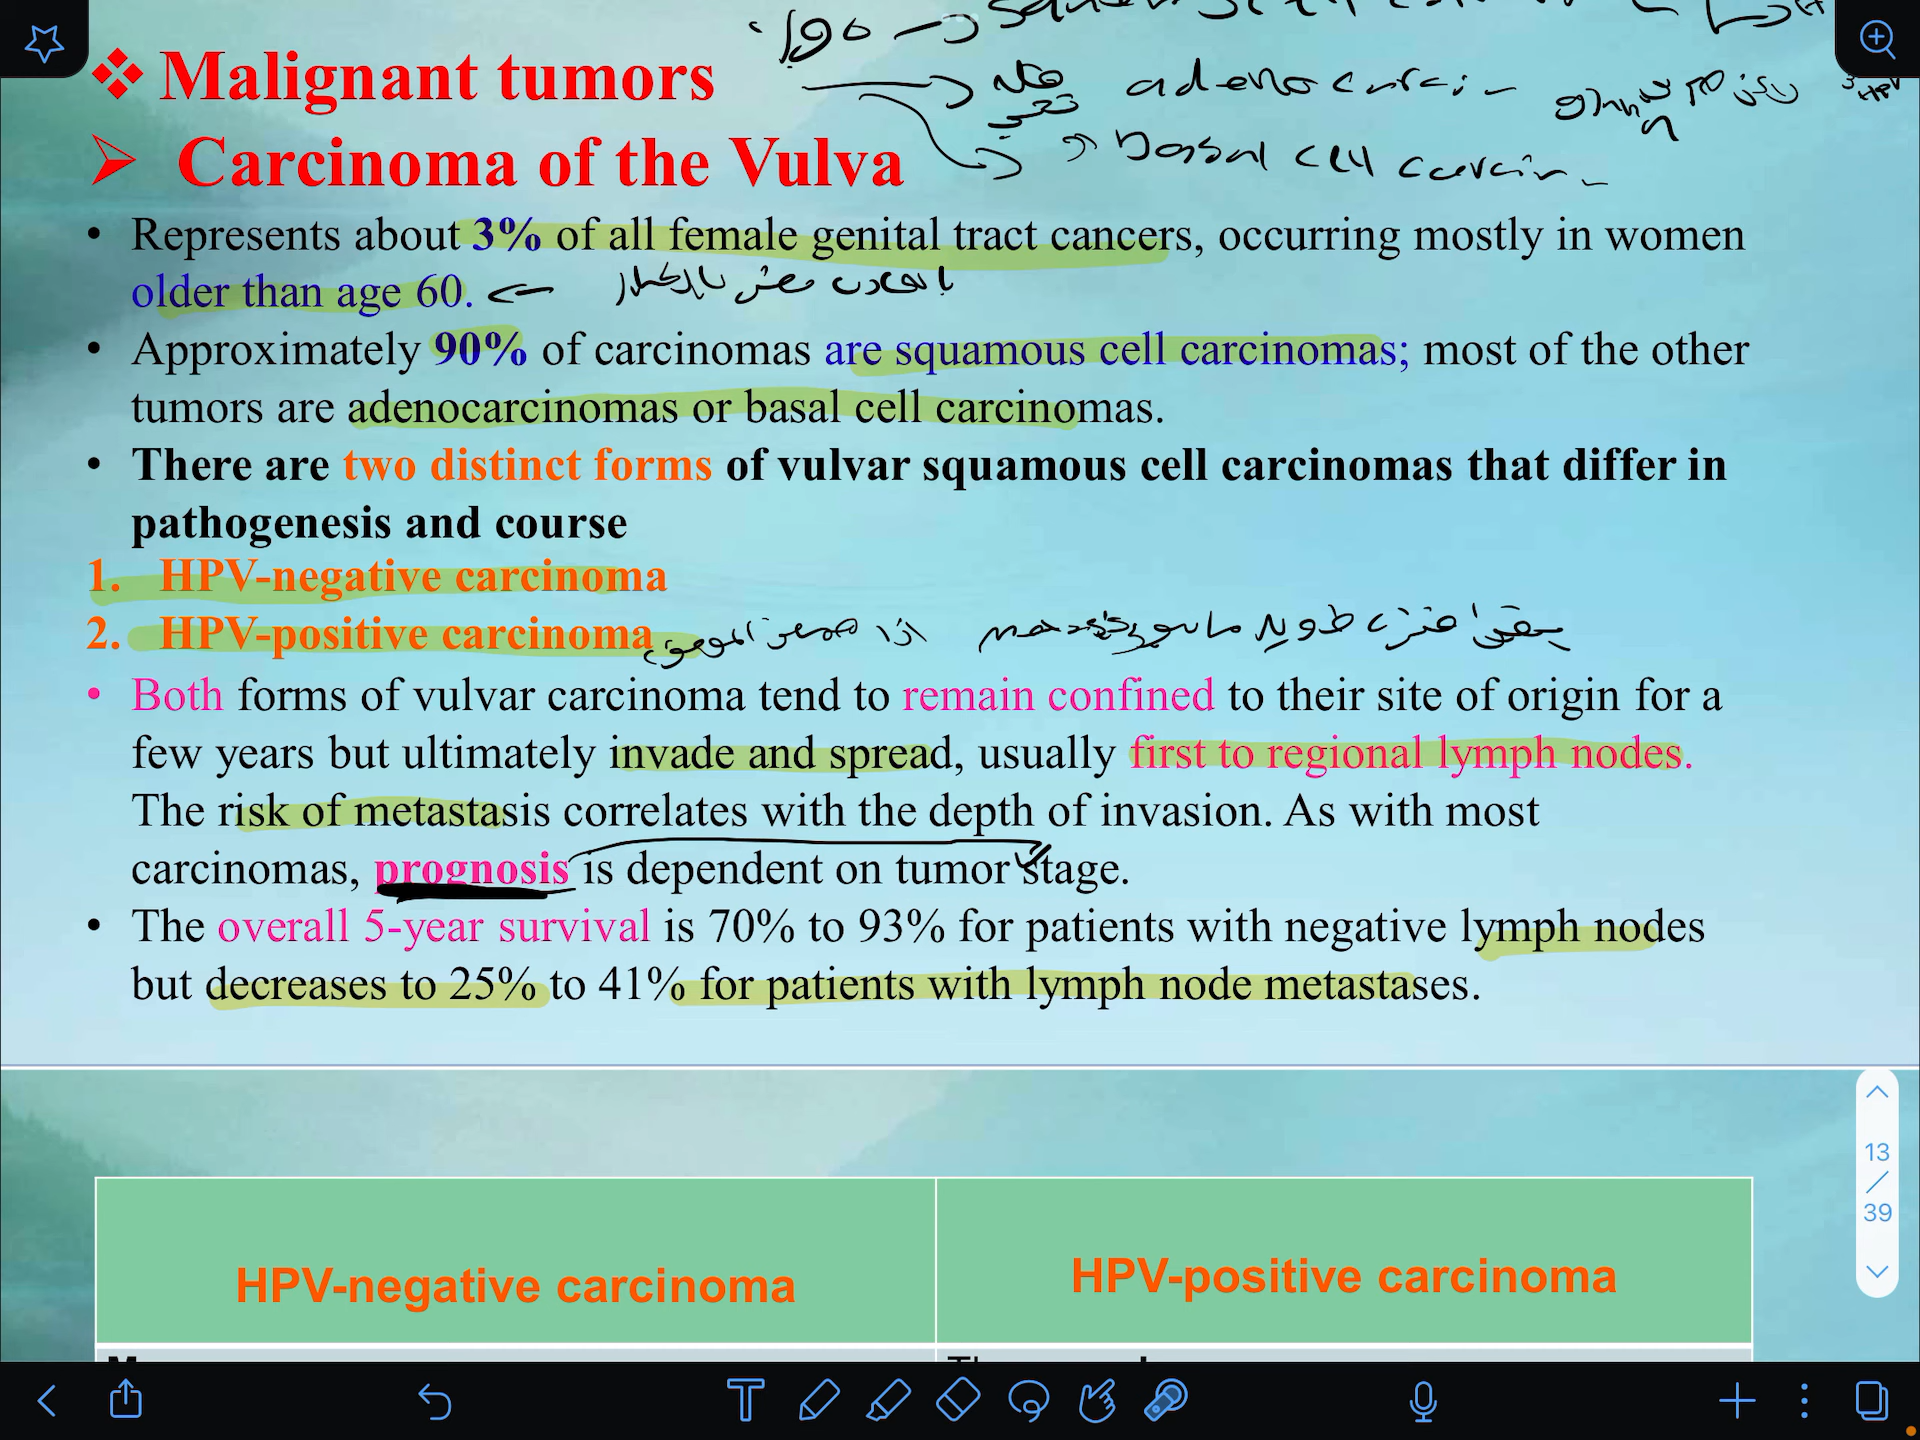 %90 → squamous cell
adenocarci
basal cell carcin
❖ Malignant tumors
➢ Carcinoma of the Vulva
• Represents about 3% of all female genital tract cancers, occurring mostly in women
older than age 60.
بالعادة
• Approximately 90% of carcinomas are squamous cell carcinomas; most of the other
tumors are adenocarcinomas or basal cell carcinomas.
• There are two distinct forms of vulvar squamous cell carcinomas that differ in
pathogenesis and course
1. HPV-negative carcinoma
2. HPV-positive carcinoma
• Both forms of vulvar carcinoma tend to remain confined to their site of origin for a
few years but ultimately invade and spread, usually first to regional lymph nodes.
The risk of metastasis correlates with the depth of invasion. As with most
carcinomas, prognosis is dependent on tumor stage.
• The overall 5-year survival is 70% to 93% for patients with negative lymph nodes
but decreases to 25% to 41% for patients with lymph node metastases.
HPV-negative carcinoma
HPV-positive carcinoma
13
/
39